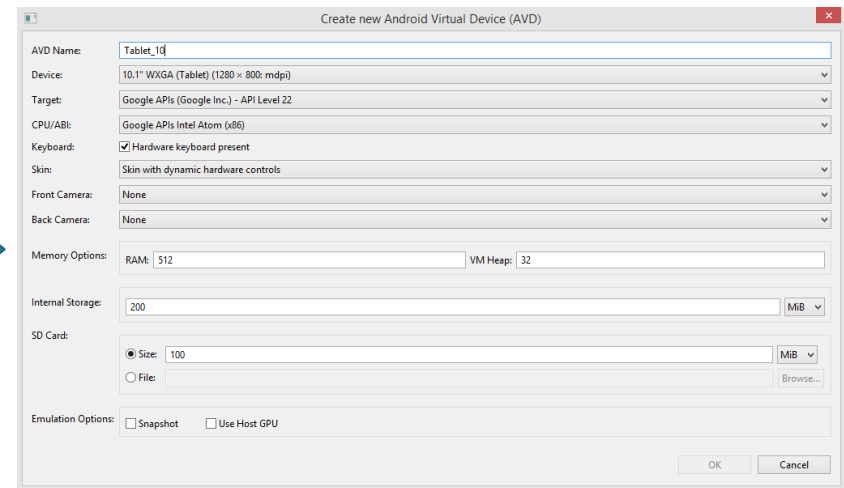 Create new Android Virtual Device (AVD)
AVD Name: Tablet_10
Device: 10.1" WXGA (Tablet) (1280 × 800: mdpi)
Target: Google APIs (Google Inc.) - API Level 22
CPU/ABI: Google APIs Intel Atom (x86)
Keyboard: Hardware keyboard present
Skin: Skin with dynamic hardware controls
Front Camera: None
Back Camera: None
Memory Options: RAM: 512 VM Heap: 32
Internal Storage: 200 MiB
SD Card:
Size: 100 MiB
File: Browse...
Emulation Options: Snapshot Use Host GPU
OK Cancel